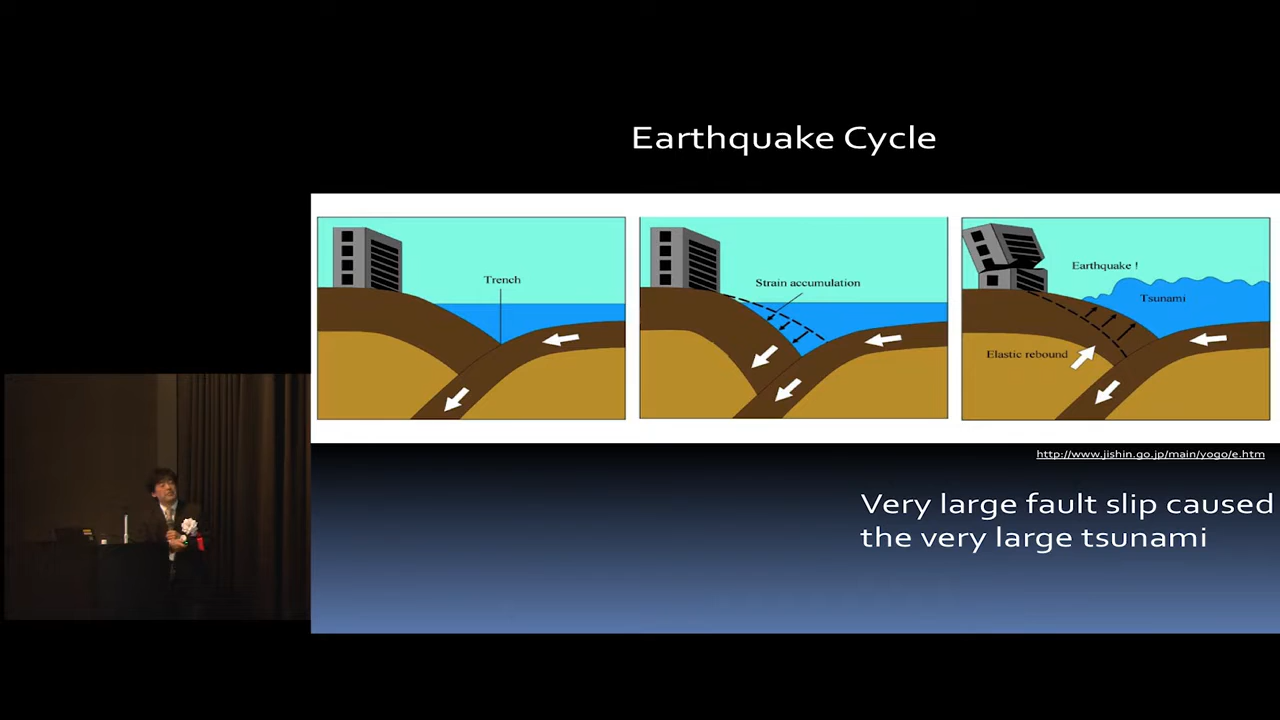 Earthquake Cycle
Trench
Strain accumulation
Earthquake !
Tsunami
Elastic rebound
http://www.jishin.go.jp/main/yogo/e.htm
Very large fault slip caused
the very large tsunami